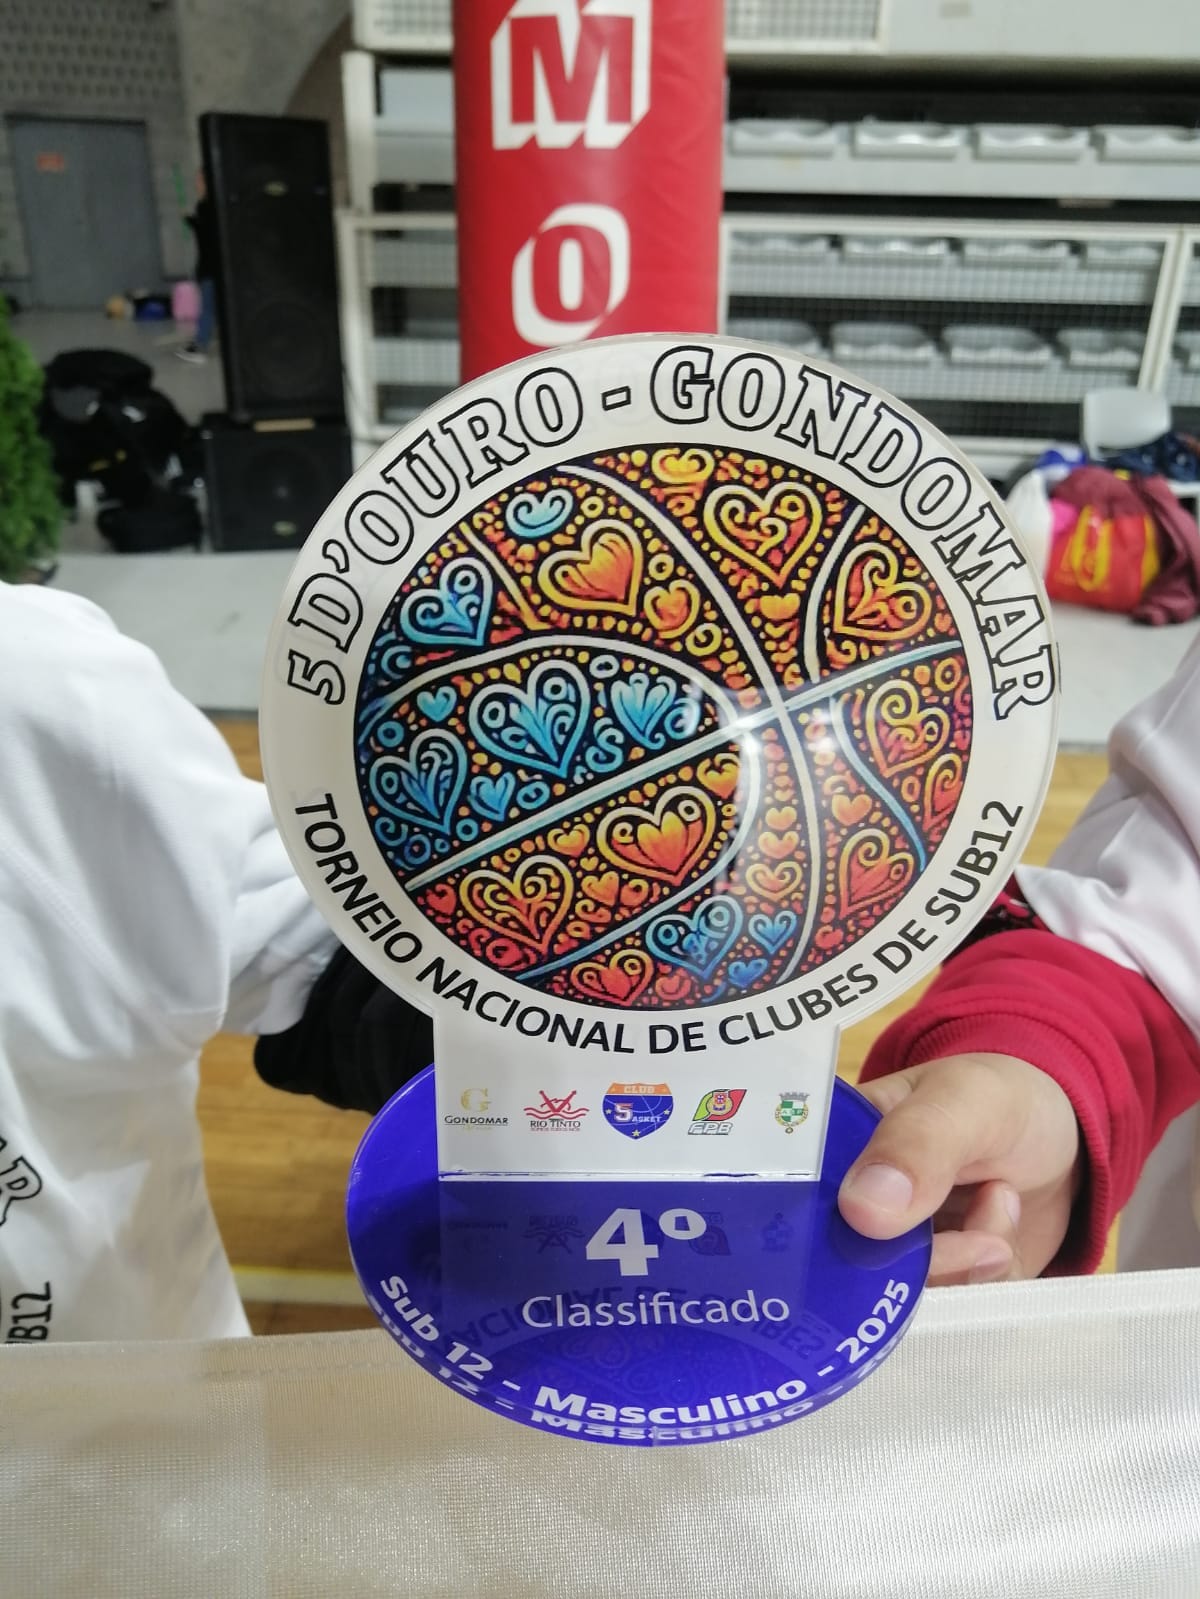 M
O
5 D'OURO - GONDOMAR
TORNEIO NACIONAL DE CLUBES DE SUB12
GONDOMAR
RIO TINTO
CLUB
5ASKET
FPB
4º
Classificado
Sub 12 - Masculino - 2025